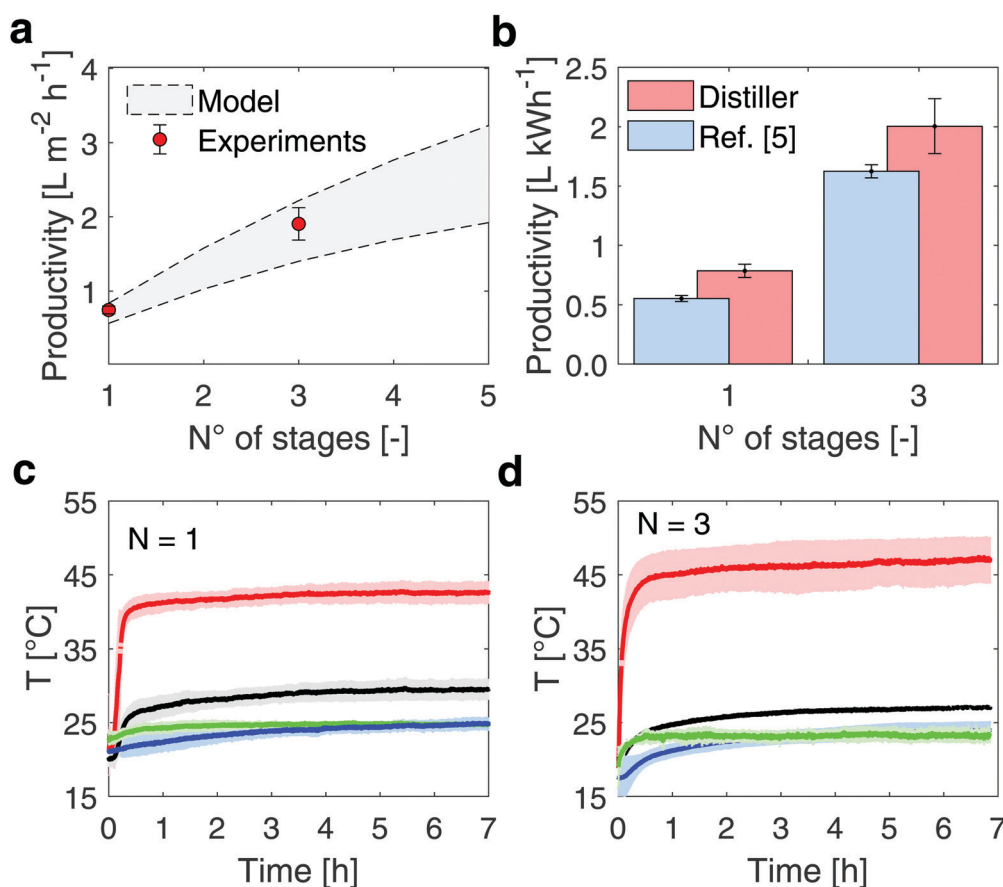 a
Productivity [L m⁻² h⁻¹]
4
3
2
1
Model
Experiments
1 2 3 4 5
N° of stages [-]
b
Productivity [L kWh⁻¹]
2.5
2
1.5
1
0.5
0.0
Distiller
Ref. [5]
1 3
N° of stages [-]
c
T [°C]
55
45
35
25
15
N = 1
0 1 2 3 4 5 6 7
Time [h]
d
T [°C]
55
45
35
25
15
N = 3
0 1 2 3 4 5 6 7
Time [h]